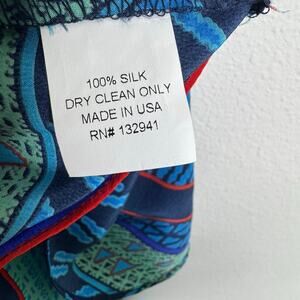 100% SILK
DRY CLEAN ONLY
MADE IN USA
RN# 132941